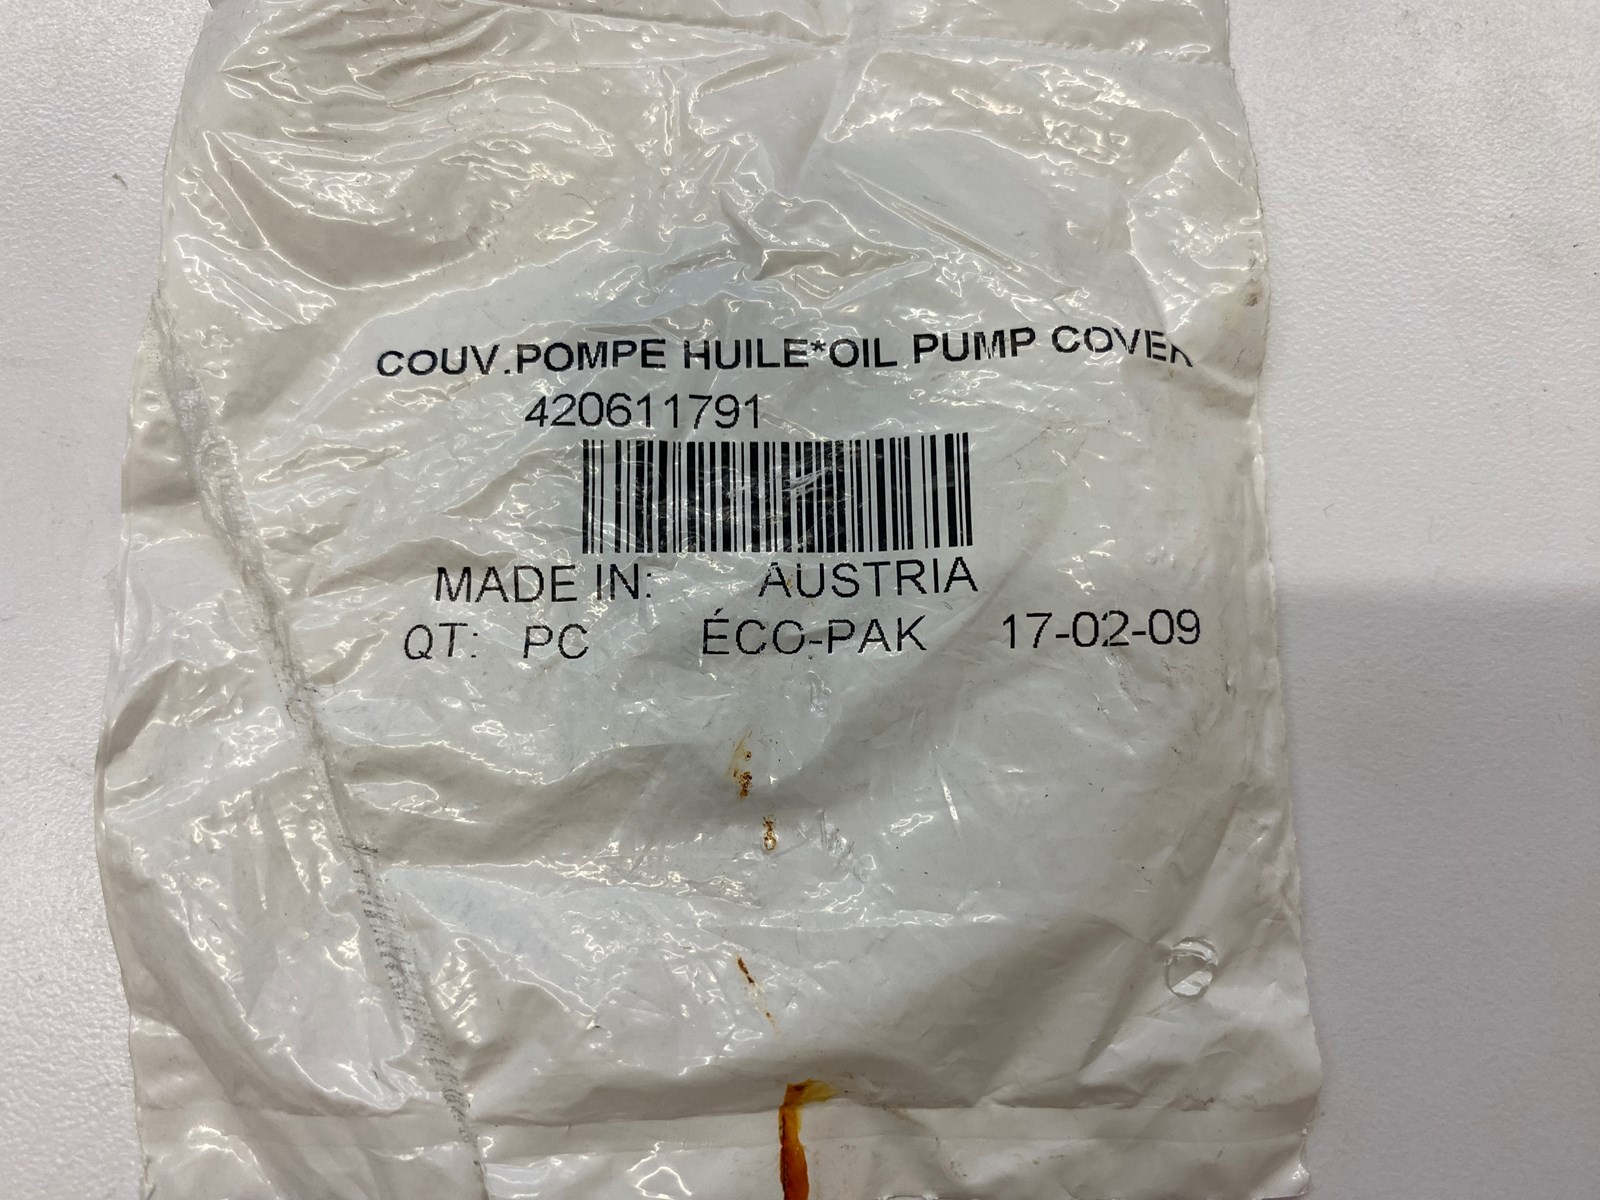 COUV.POMPE HUILE*OIL PUMP COVER
420611791
MADE IN: AUSTRIA
QT: PC ÉCO-PAK 17-02-09